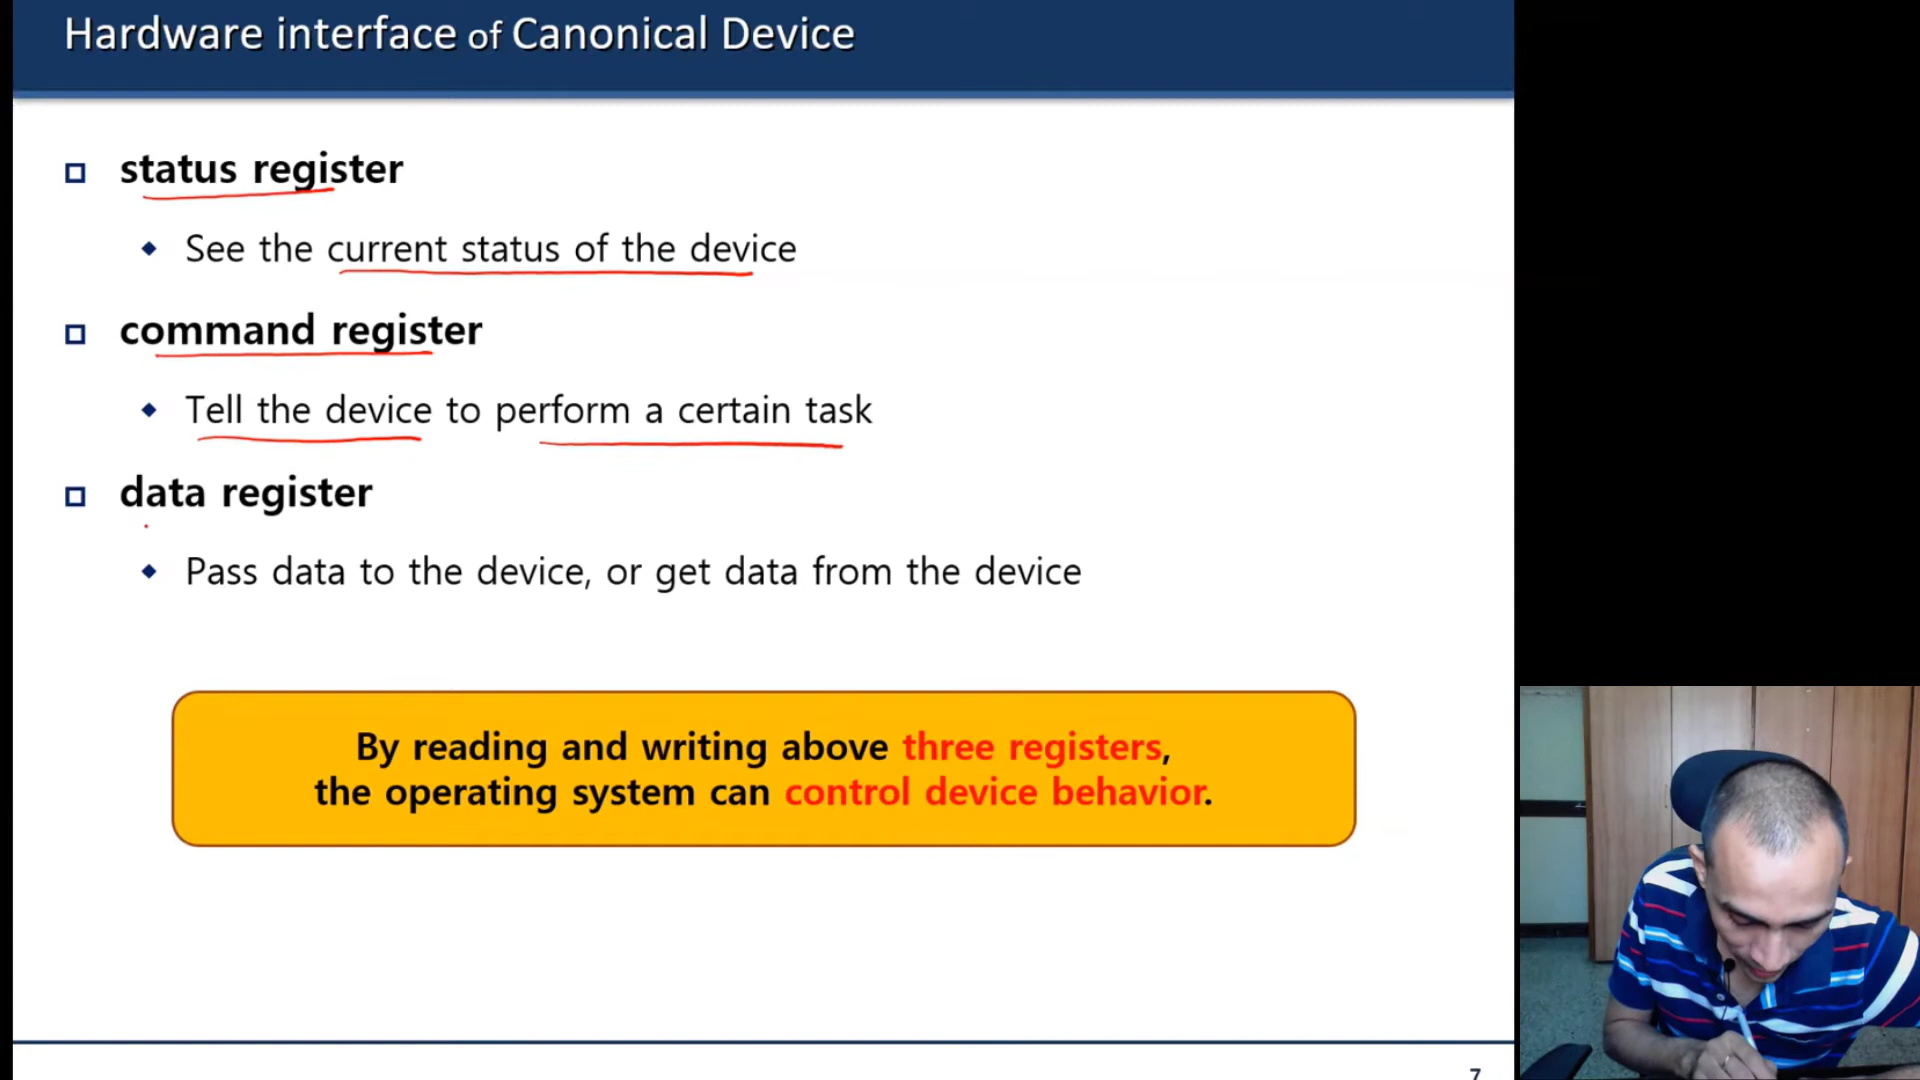 Hardware interface of Canonical Device
status register
See the current status of the device
command register
Tell the device to perform a certain task
data register
Pass data to the device, or get data from the device
By reading and writing above three registers,
the operating system can control device behavior.
7